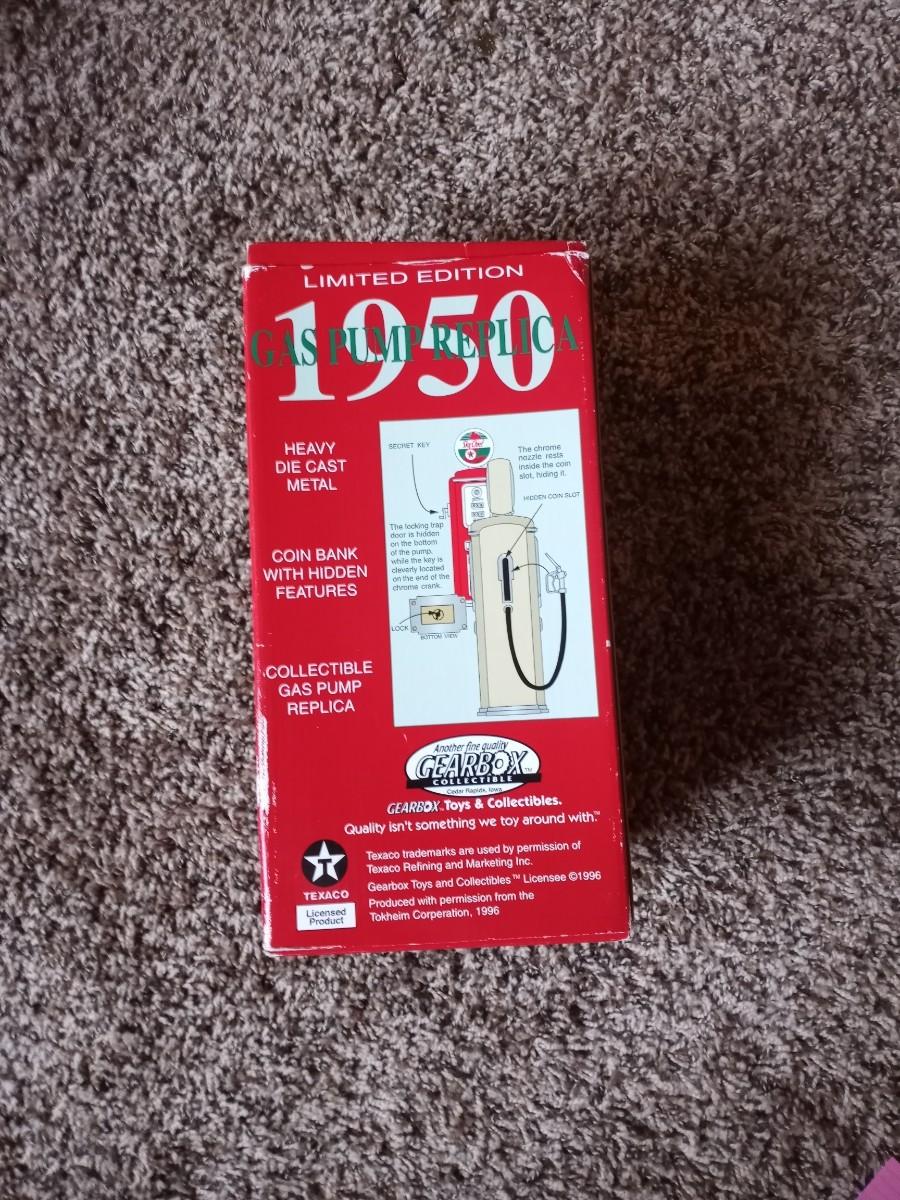 LIMITED EDITION
1950
GAS PUMP REPLICA
HEAVY
DIE CAST
METAL
COIN BANK
WITH HIDDEN
FEATURES
COLLECTIBLE
GAS PUMP
REPLICA
SECRET KEY
The chrome
nozzle rests
inside the coin
slot, hiding it.
HIDDEN COIN SLOT
The locking trap
door is hidden
on the bottom
of the pump,
while the key is
cleverly located
on the end of the
chrome crank.
LOCK
BOTTOM VIEW
Another fine quality
GEARBOX™
COLLECTIBLE
Cedar Rapids, Iowa
GEARBOX™ Toys & Collectibles.
Quality isn't something we toy around with.™
T
TEXACO
Licensed
Product
Texaco trademarks are used by permission of
Texaco Refining and Marketing Inc.
Gearbox Toys and Collectibles™ Licensee ©1996
Produced with permission from the
Tokheim Corperation, 1996